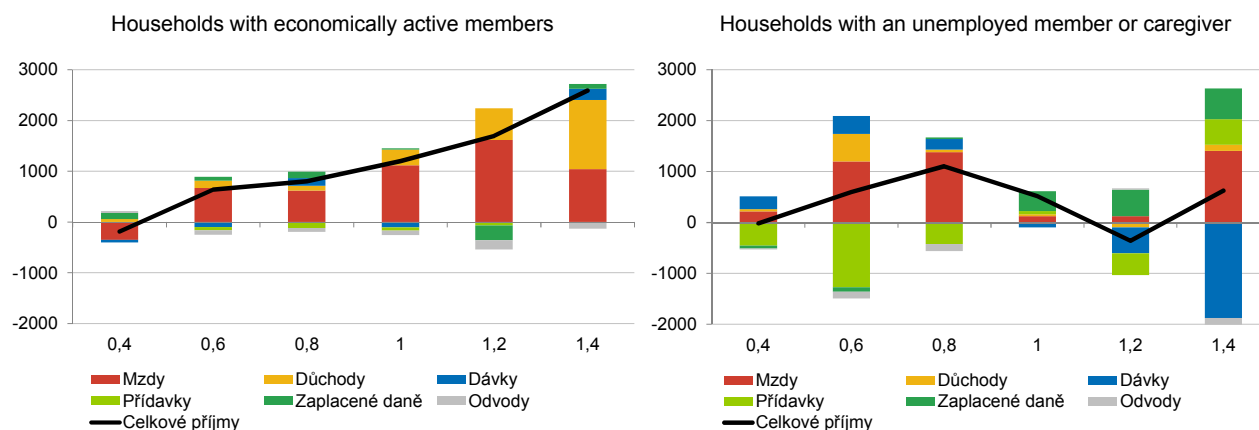 Households with economically active members
3000
2000
1000
0
-1000
-2000
0,4 0,6 0,8 1 1,2 1,4
Mzdy Důchody Dávky
Přídavky Zaplacené daně Odvody
Celkové příjmy
Households with an unemployed member or caregiver
3000
2000
1000
0
-1000
-2000
0,4 0,6 0,8 1 1,2 1,4
Mzdy Důchody Dávky
Přídavky Zaplacené daně Odvody
Celkové příjmy